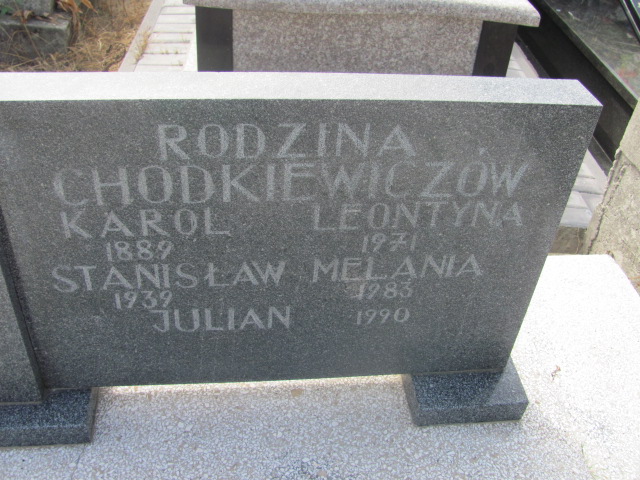 RODZINA
CHODKIEWICZÓW
KAROL LEONTYNA
1889 1971
STANISŁAW MELANIA
1939 1983
JULIAN 1990